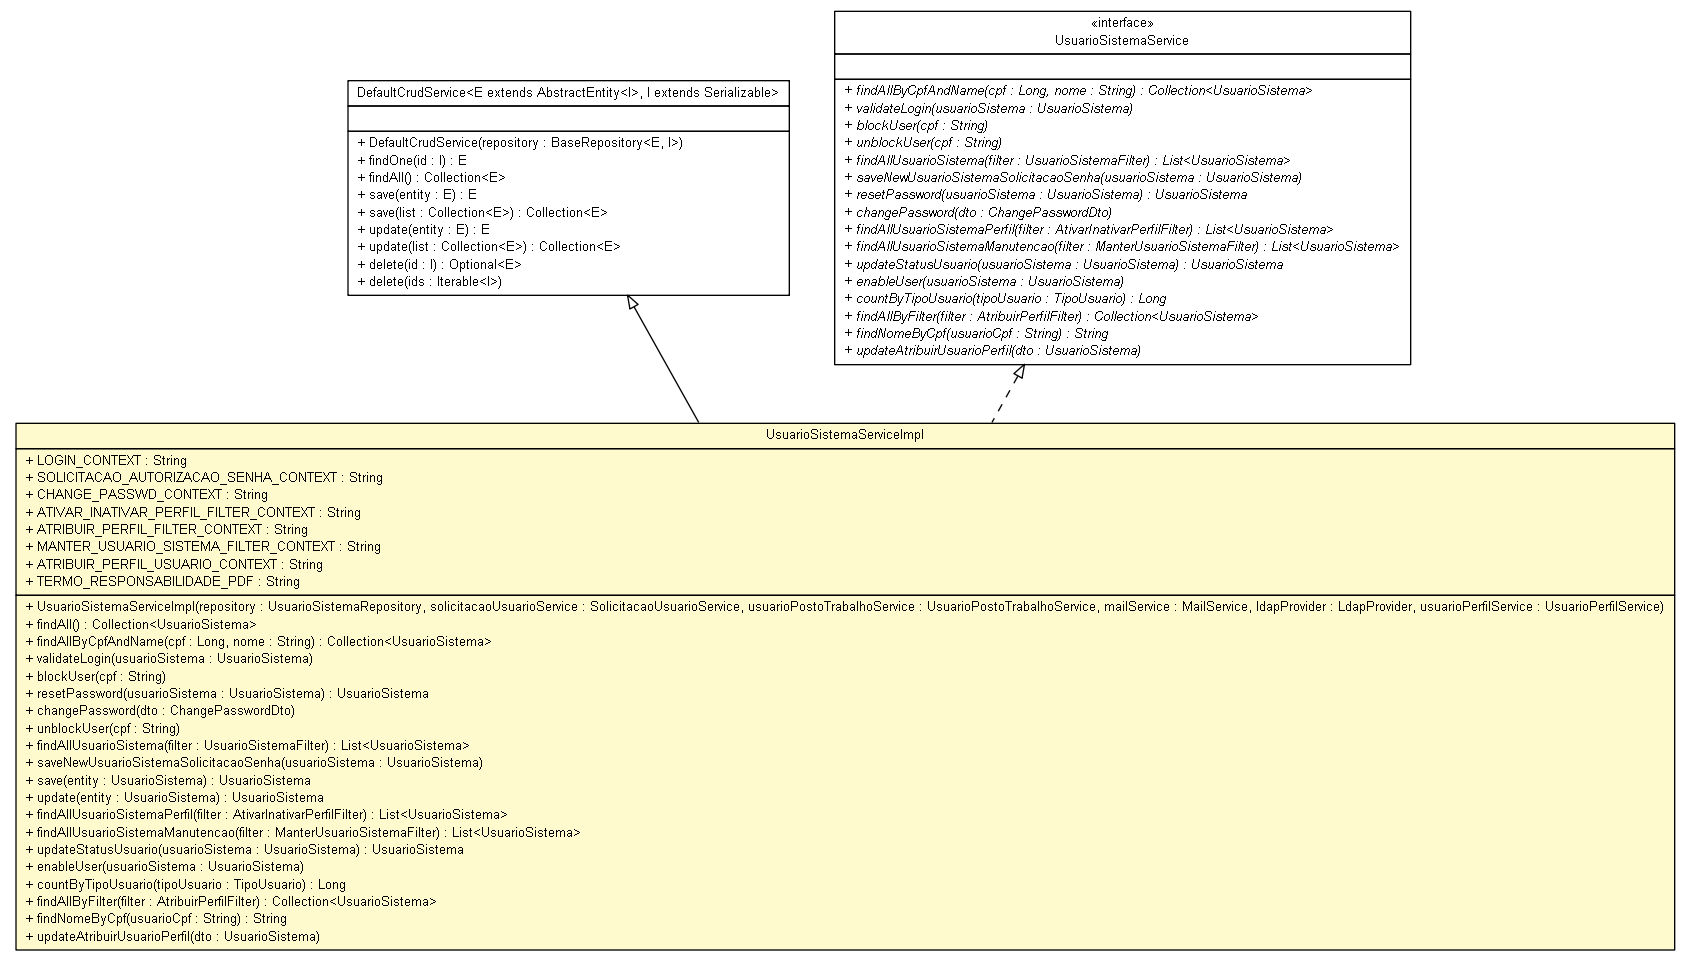 «interface»
UsuarioSistemaService
+ findAllByCpfAndName(cpf : Long, nome : String) : Collection<UsuarioSistema>
+ validateLogin(usuarioSistema : UsuarioSistema)
+ blockUser(cpf : String)
+ unblockUser(cpf : String)
+ findAllUsuarioSistema(filter : UsuarioSistemaFilter) : List<UsuarioSistema>
+ saveNewUsuarioSistemaSolicitacaoSenha(usuarioSistema : UsuarioSistema)
+ resetPassword(usuarioSistema : UsuarioSistema) : UsuarioSistema
+ changePassword(dto : ChangePasswordDto)
+ findAllUsuarioSistemaPerfil(filter : AtivarInativarPerfilFilter) : List<UsuarioSistema>
+ findAllUsuarioSistemaManutencao(filter : ManterUsuarioSistemaFilter) : List<UsuarioSistema>
+ updateStatusUsuario(usuarioSistema : UsuarioSistema) : UsuarioSistema
+ enableUser(usuarioSistema : UsuarioSistema)
+ countByTipoUsuario(tipoUsuario : TipoUsuario) : Long
+ findAllByFilter(filter : AtribuirPerfilFilter) : Collection<UsuarioSistema>
+ findNomeByCpf(usuarioCpf : String) : String
+ updateAtribuirUsuarioPerfil(dto : UsuarioSistema)
DefaultCrudService<E extends AbstractEntity<I>, I extends Serializable>
+ DefaultCrudService(repository : BaseRepository<E, I>)
+ findOne(id : I) : E
+ findAll() : Collection<E>
+ save(entity : E) : E
+ save(list : Collection<E>) : Collection<E>
+ update(entity : E) : E
+ update(list : Collection<E>) : Collection<E>
+ delete(id : I) : Optional<E>
+ delete(ids : Iterable<I>)
UsuarioSistemaServiceImpl
+ LOGIN_CONTEXT : String
+ SOLICITACAO_AUTORIZACAO_SENHA_CONTEXT : String
+ CHANGE_PASSWD_CONTEXT : String
+ ATIVAR_INATIVAR_PERFIL_FILTER_CONTEXT : String
+ ATRIBUIR_PERFIL_FILTER_CONTEXT : String
+ MANTER_USUARIO_SISTEMA_FILTER_CONTEXT : String
+ ATRIBUIR_PERFIL_USUARIO_CONTEXT : String
+ TERMO_RESPONSABILIDADE_PDF : String
+ UsuarioSistemaServiceImpl(repository : UsuarioSistemaRepository, solicitacaoUsuarioService : SolicitacaoUsuarioService, usuarioPostoTrabalhoService : UsuarioPostoTrabalhoService, mailService : MailService, ldapProvider : LdapProvider, usuarioPerfilService : UsuarioPerfilService)
+ findAll() : Collection<UsuarioSistema>
+ findAllByCpfAndName(cpf : Long, nome : String) : Collection<UsuarioSistema>
+ validateLogin(usuarioSistema : UsuarioSistema)
+ blockUser(cpf : String)
+ resetPassword(usuarioSistema : UsuarioSistema) : UsuarioSistema
+ changePassword(dto : ChangePasswordDto)
+ unblockUser(cpf : String)
+ findAllUsuarioSistema(filter : UsuarioSistemaFilter) : List<UsuarioSistema>
+ saveNewUsuarioSistemaSolicitacaoSenha(usuarioSistema : UsuarioSistema)
+ save(entity : UsuarioSistema) : UsuarioSistema
+ update(entity : UsuarioSistema) : UsuarioSistema
+ findAllUsuarioSistemaPerfil(filter : AtivarInativarPerfilFilter) : List<UsuarioSistema>
+ findAllUsuarioSistemaManutencao(filter : ManterUsuarioSistemaFilter) : List<UsuarioSistema>
+ updateStatusUsuario(usuarioSistema : UsuarioSistema) : UsuarioSistema
+ enableUser(usuarioSistema : UsuarioSistema)
+ countByTipoUsuario(tipoUsuario : TipoUsuario) : Long
+ findAllByFilter(filter : AtribuirPerfilFilter) : Collection<UsuarioSistema>
+ findNomeByCpf(usuarioCpf : String) : String
+ updateAtribuirUsuarioPerfil(dto : UsuarioSistema)